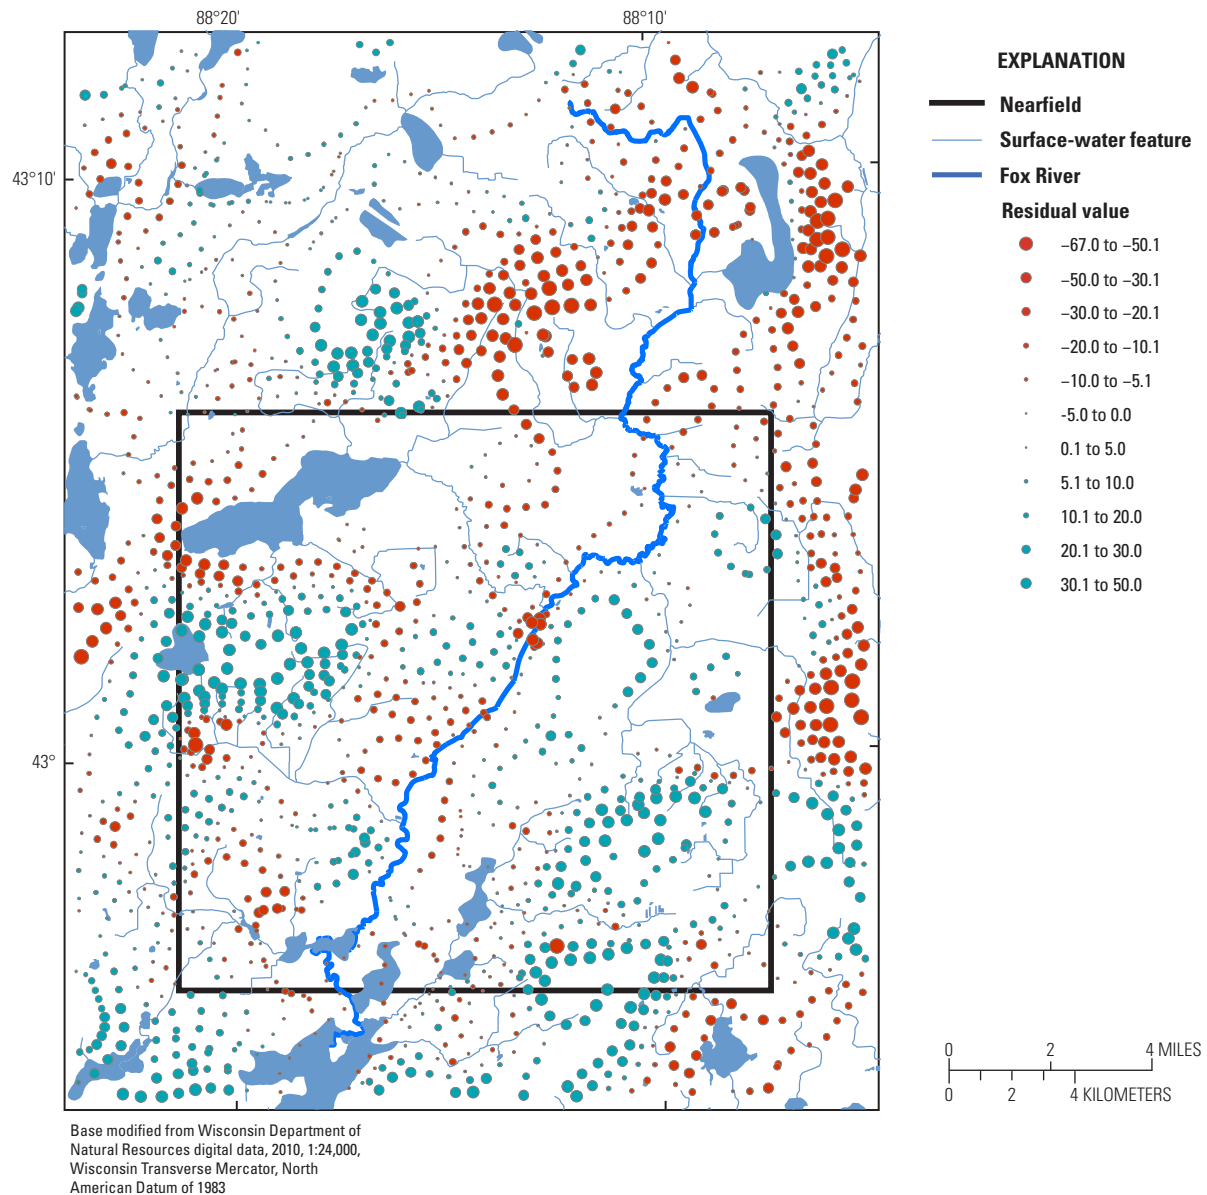 88°20'
88°10'
43°10'
43°
EXPLANATION
Nearfield
Surface-water feature
Fox River
Residual value
−67.0 to −50.1
−50.0 to −30.1
−30.0 to −20.1
−20.0 to −10.1
−10.0 to −5.1
-5.0 to 0.0
0.1 to 5.0
5.1 to 10.0
10.1 to 20.0
20.1 to 30.0
30.1 to 50.0
0 2 4 MILES
0 2 4 KILOMETERS
Base modified from Wisconsin Department of
Natural Resources digital data, 2010, 1:24,000,
Wisconsin Transverse Mercator, North
American Datum of 1983